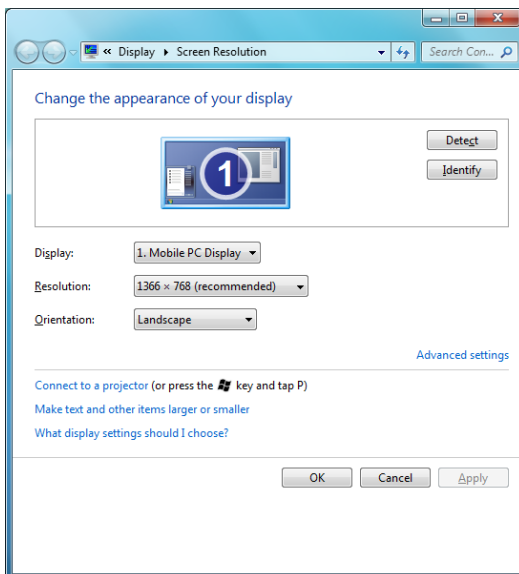 « Display ▸ Screen Resolution Search Con...
Change the appearance of your display
1
Detect
Identify
Display: 1. Mobile PC Display
Resolution: 1366 × 768 (recommended)
Orientation: Landscape
Advanced settings
Connect to a projector (or press the key and tap P)
Make text and other items larger or smaller
What display settings should I choose?
OK Cancel Apply